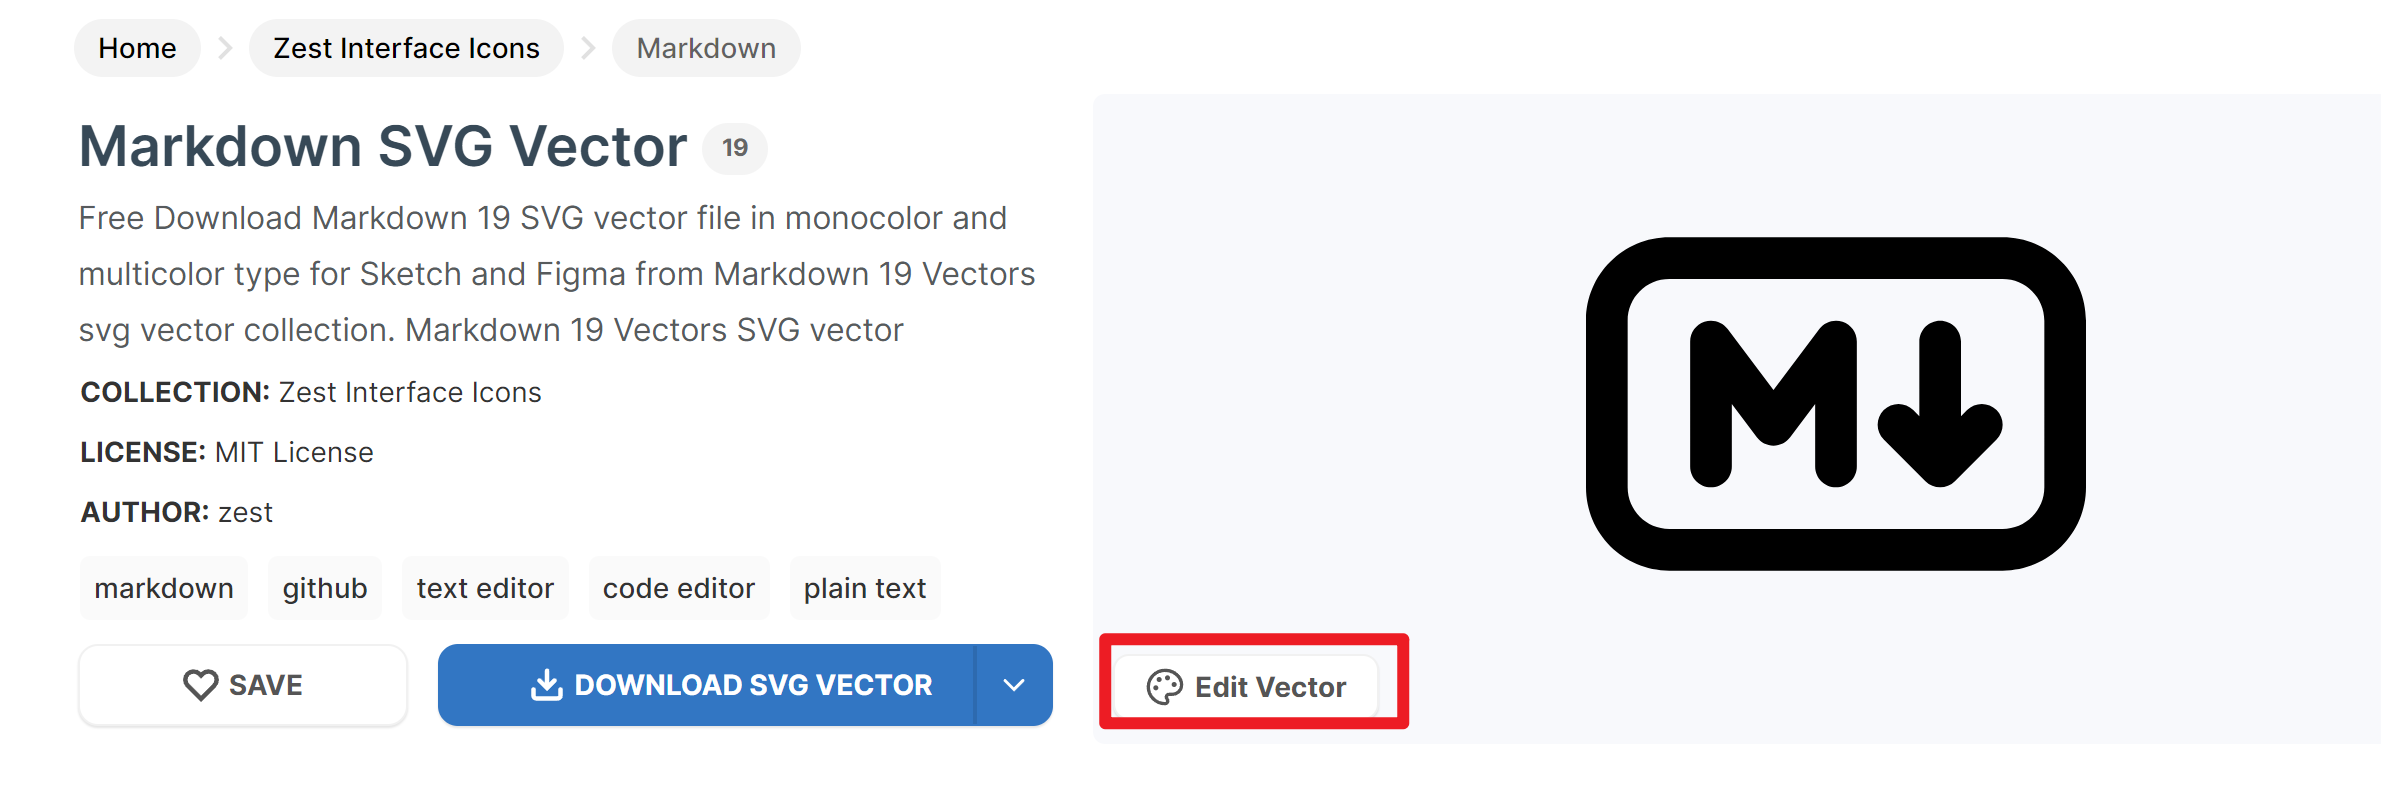 Home Zest Interface Icons Markdown
Markdown SVG Vector 19
Free Download Markdown 19 SVG vector file in monocolor and
multicolor type for Sketch and Figma from Markdown 19 Vectors
svg vector collection. Markdown 19 Vectors SVG vector
COLLECTION: Zest Interface Icons
LICENSE: MIT License
AUTHOR: zest
markdown github text editor code editor plain text
SAVE DOWNLOAD SVG VECTOR
M
Edit Vector